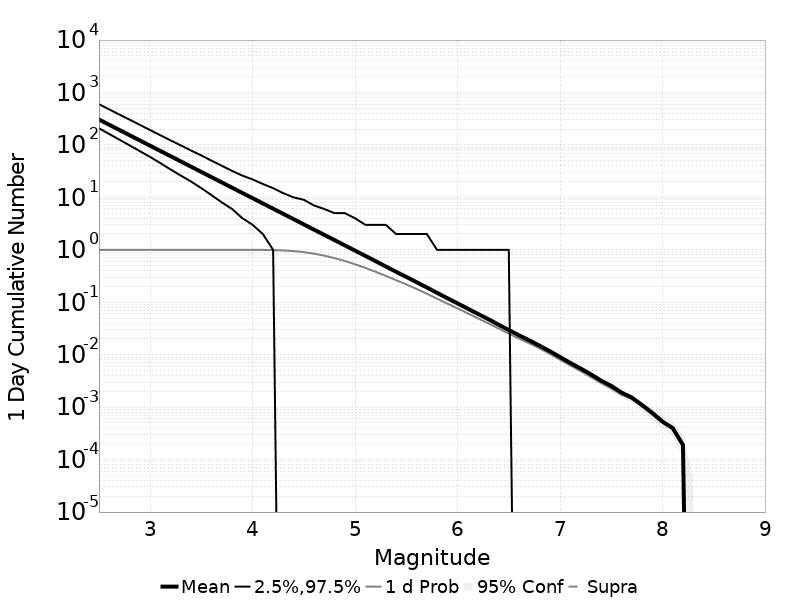 10^4
10^3
10^2
10^1
10^0
10^-1
10^-2
10^-3
10^-4
10^-5
1 Day Cumulative Number
3 4 5 6 7 8 9
Magnitude
Mean 2.5%,97.5% 1 d Prob 95% Conf Supra